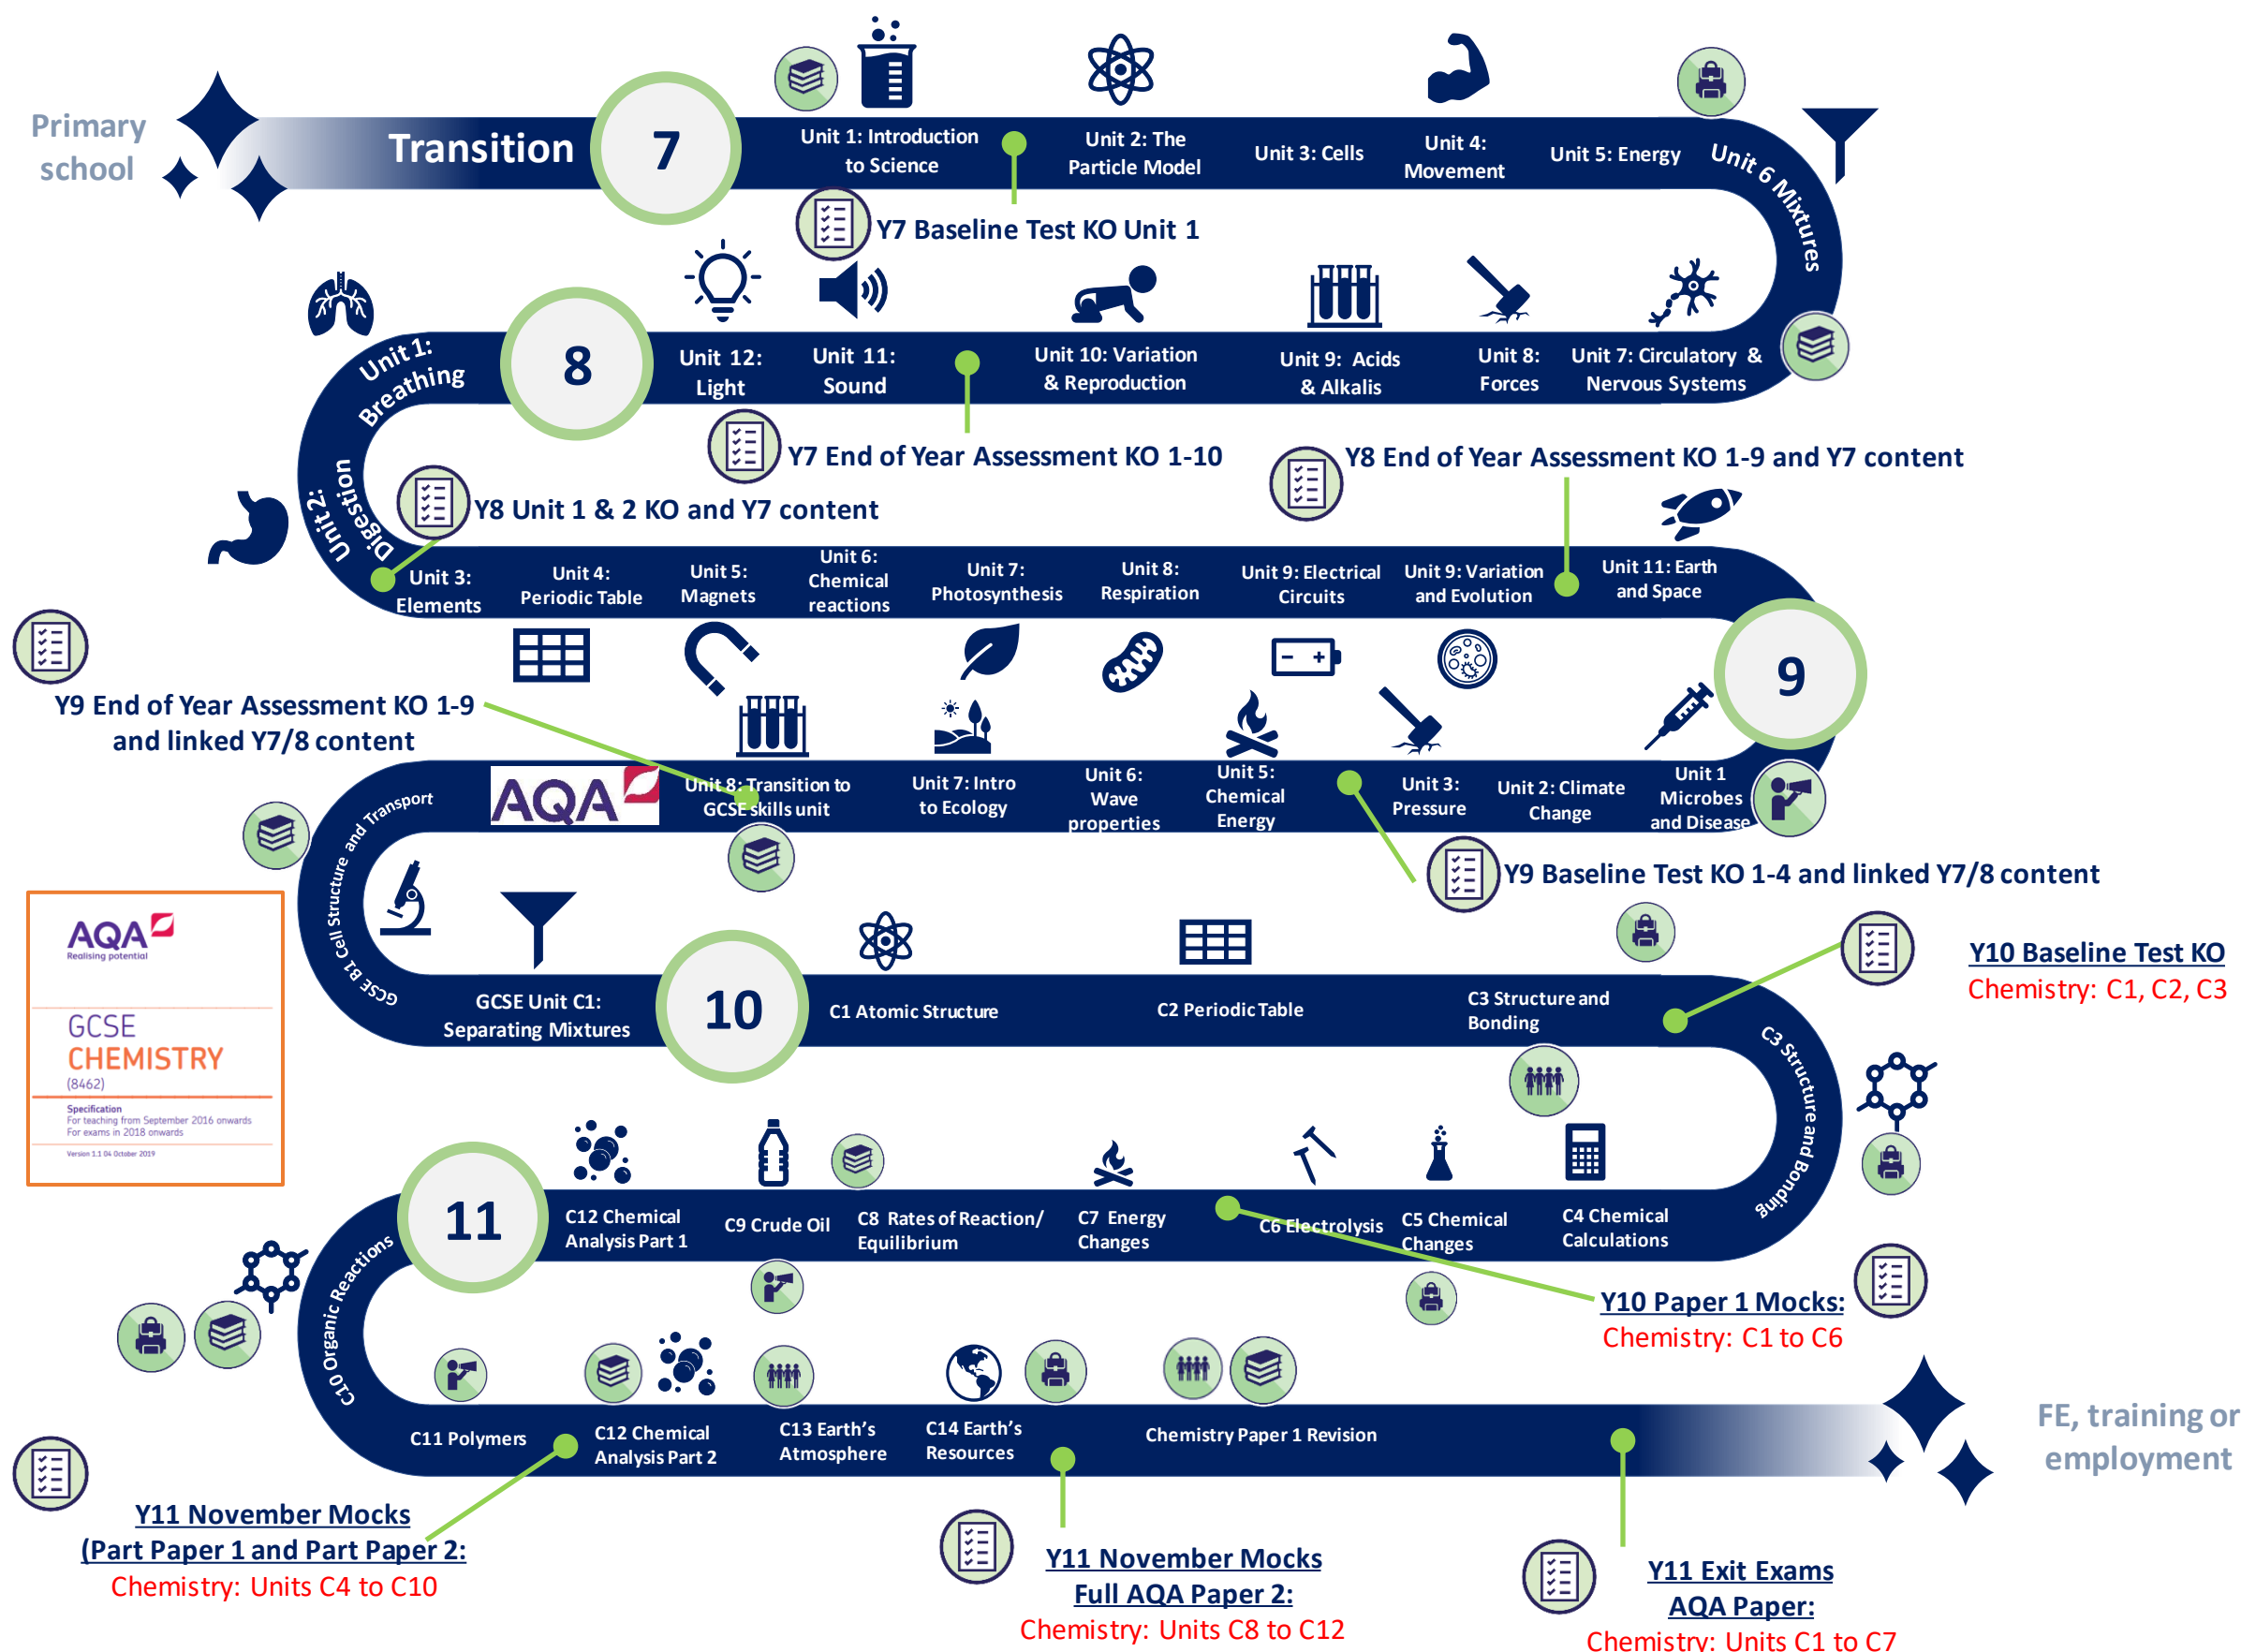 Primary
school
Transition
7
Unit 1: Introduction
to Science
Unit 2: The
Particle Model
Unit 3: Cells
Unit 4:
Movement
Unit 5: Energy
Unit 6 Mixtures
Y7 Baseline Test KO Unit 1
Unit 7: Circulatory &
Nervous Systems
Unit 8:
Forces
Unit 9: Acids
& Alkalis
Unit 10: Variation
& Reproduction
Unit 11:
Sound
Unit 12:
Light
8
Unit 1:
Breathing
Y7 End of Year Assessment KO 1-10
Y8 End of Year Assessment KO 1-9 and Y7 content
Unit 2:
Digestion
Y8 Unit 1 & 2 KO and Y7 content
Unit 3:
Elements
Unit 4:
Periodic Table
Unit 5:
Magnets
Unit 6:
Chemical
reactions
Unit 7:
Photosynthesis
Unit 8:
Respiration
Unit 9: Electrical
Circuits
Unit 9: Variation
and Evolution
Unit 11: Earth
and Space
9
Y9 End of Year Assessment KO 1-9
and linked Y7/8 content
Unit 1
Microbes
and Disease
Unit 2: Climate
Change
Unit 3:
Pressure
Unit 5:
Chemical
Energy
Unit 6:
Wave
properties
Unit 7: Intro
to Ecology
Unit 8: Transition to
GCSE skills unit
AQA
Y9 Baseline Test KO 1-4 and linked Y7/8 content
GCSE B1 Cell Structure and Transport
AQA
Realising potential
GCSE
CHEMISTRY
(8462)
Specification
For teaching from September 2016 onwards
For exams in 2018 onwards
Version 1.1 04 October 2019
GCSE Unit C1:
Separating Mixtures
10
C1 Atomic Structure
C2 Periodic Table
C3 Structure and
Bonding
Y10 Baseline Test KO
Chemistry: C1, C2, C3
C3 Structure and Bonding
C4 Chemical
Calculations
C5 Chemical
Changes
C6 Electrolysis
C7 Energy
Changes
C8 Rates of Reaction/
Equilibrium
C9 Crude Oil
C12 Chemical
Analysis Part 1
11
Y10 Paper 1 Mocks:
Chemistry: C1 to C6
C10 Organic Reactions
C11 Polymers
C12 Chemical
Analysis Part 2
C13 Earth's
Atmosphere
C14 Earth's
Resources
Chemistry Paper 1 Revision
FE, training or
employment
Y11 November Mocks
(Part Paper 1 and Part Paper 2:
Chemistry: Units C4 to C10
Y11 November Mocks
Full AQA Paper 2:
Chemistry: Units C8 to C12
Y11 Exit Exams
AQA Paper:
Chemistry: Units C1 to C7